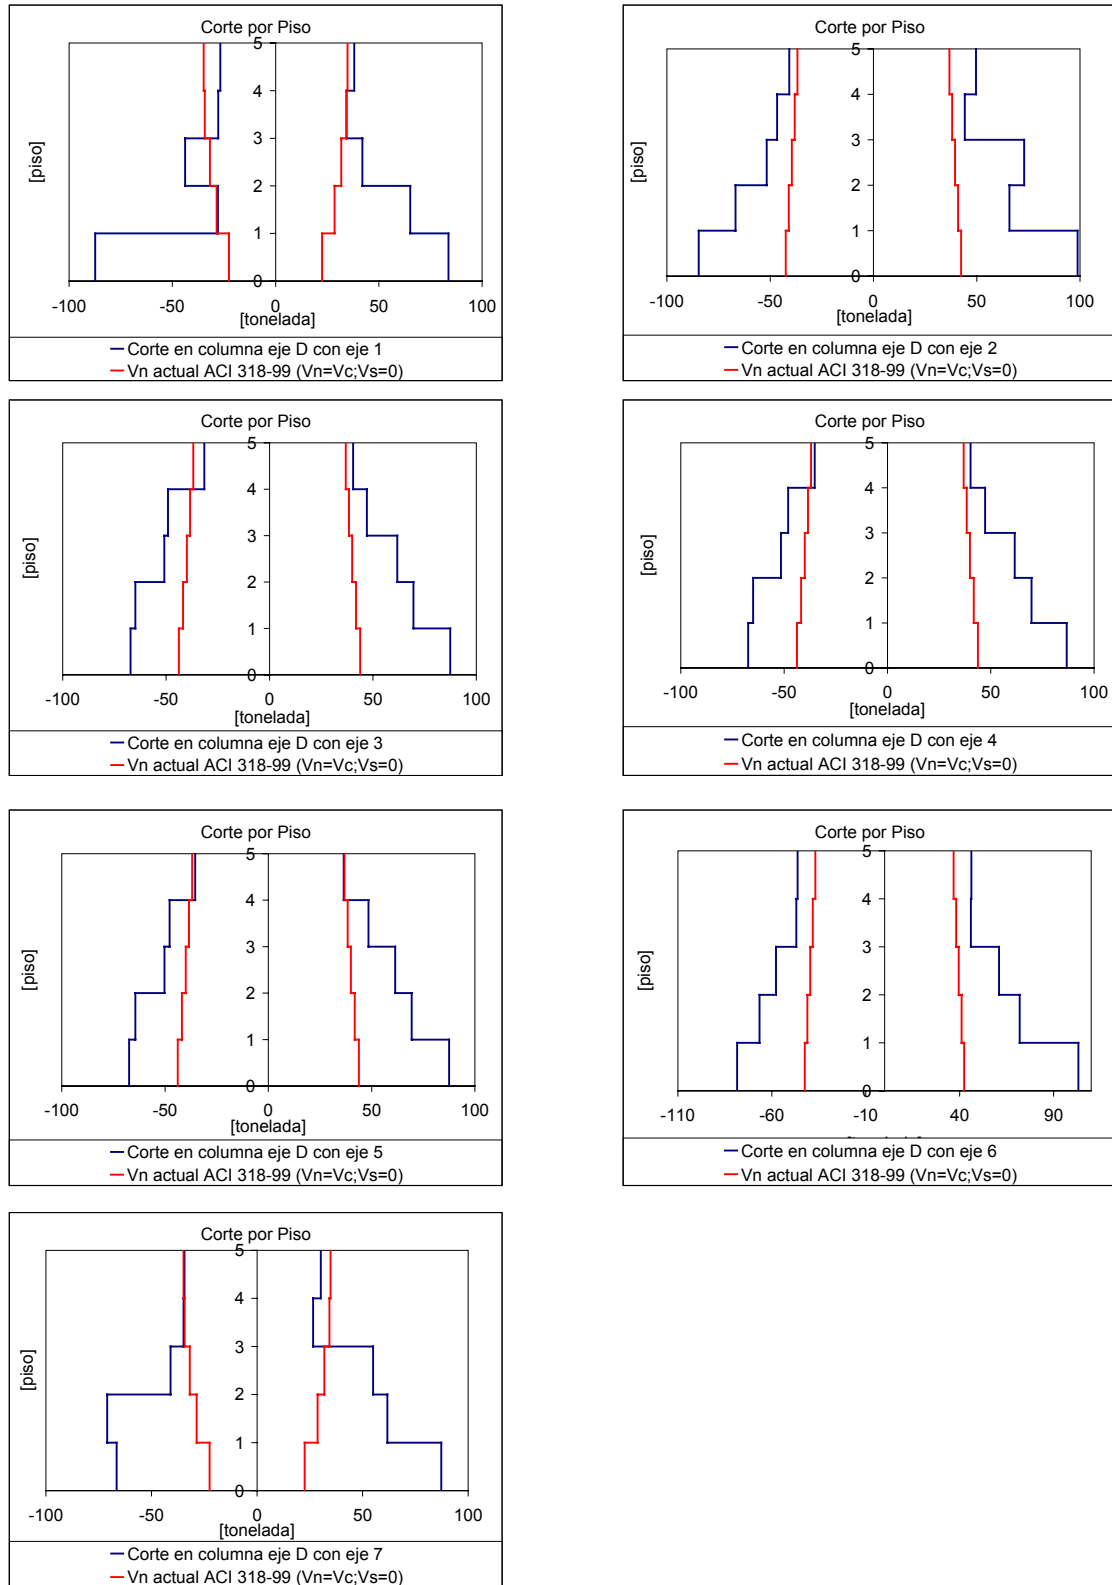 Corte por Piso
5
4
3
2
1
0
[piso]
-100 -50 0 50 100
[tonelada]
Corte en columna eje D con eje 1
Vn actual ACI 318-99 (Vn=Vc;Vs=0)
Corte por Piso
5
4
3
2
1
0
[piso]
-100 -50 0 50 100
[tonelada]
Corte en columna eje D con eje 2
Vn actual ACI 318-99 (Vn=Vc;Vs=0)
Corte por Piso
5
4
3
2
1
0
[piso]
-100 -50 0 50 100
[tonelada]
Corte en columna eje D con eje 3
Vn actual ACI 318-99 (Vn=Vc;Vs=0)
Corte por Piso
5
4
3
2
1
0
[piso]
-100 -50 0 50 100
[tonelada]
Corte en columna eje D con eje 4
Vn actual ACI 318-99 (Vn=Vc;Vs=0)
Corte por Piso
5
4
3
2
1
0
[piso]
-100 -50 0 50 100
[tonelada]
Corte en columna eje D con eje 5
Vn actual ACI 318-99 (Vn=Vc;Vs=0)
Corte por Piso
5
4
3
2
1
0
[piso]
-110 -60 -10 40 90
Corte en columna eje D con eje 6
Vn actual ACI 318-99 (Vn=Vc;Vs=0)
Corte por Piso
5
4
3
2
1
0
[piso]
-100 -50 0 50 100
[tonelada]
Corte en columna eje D con eje 7
Vn actual ACI 318-99 (Vn=Vc;Vs=0)